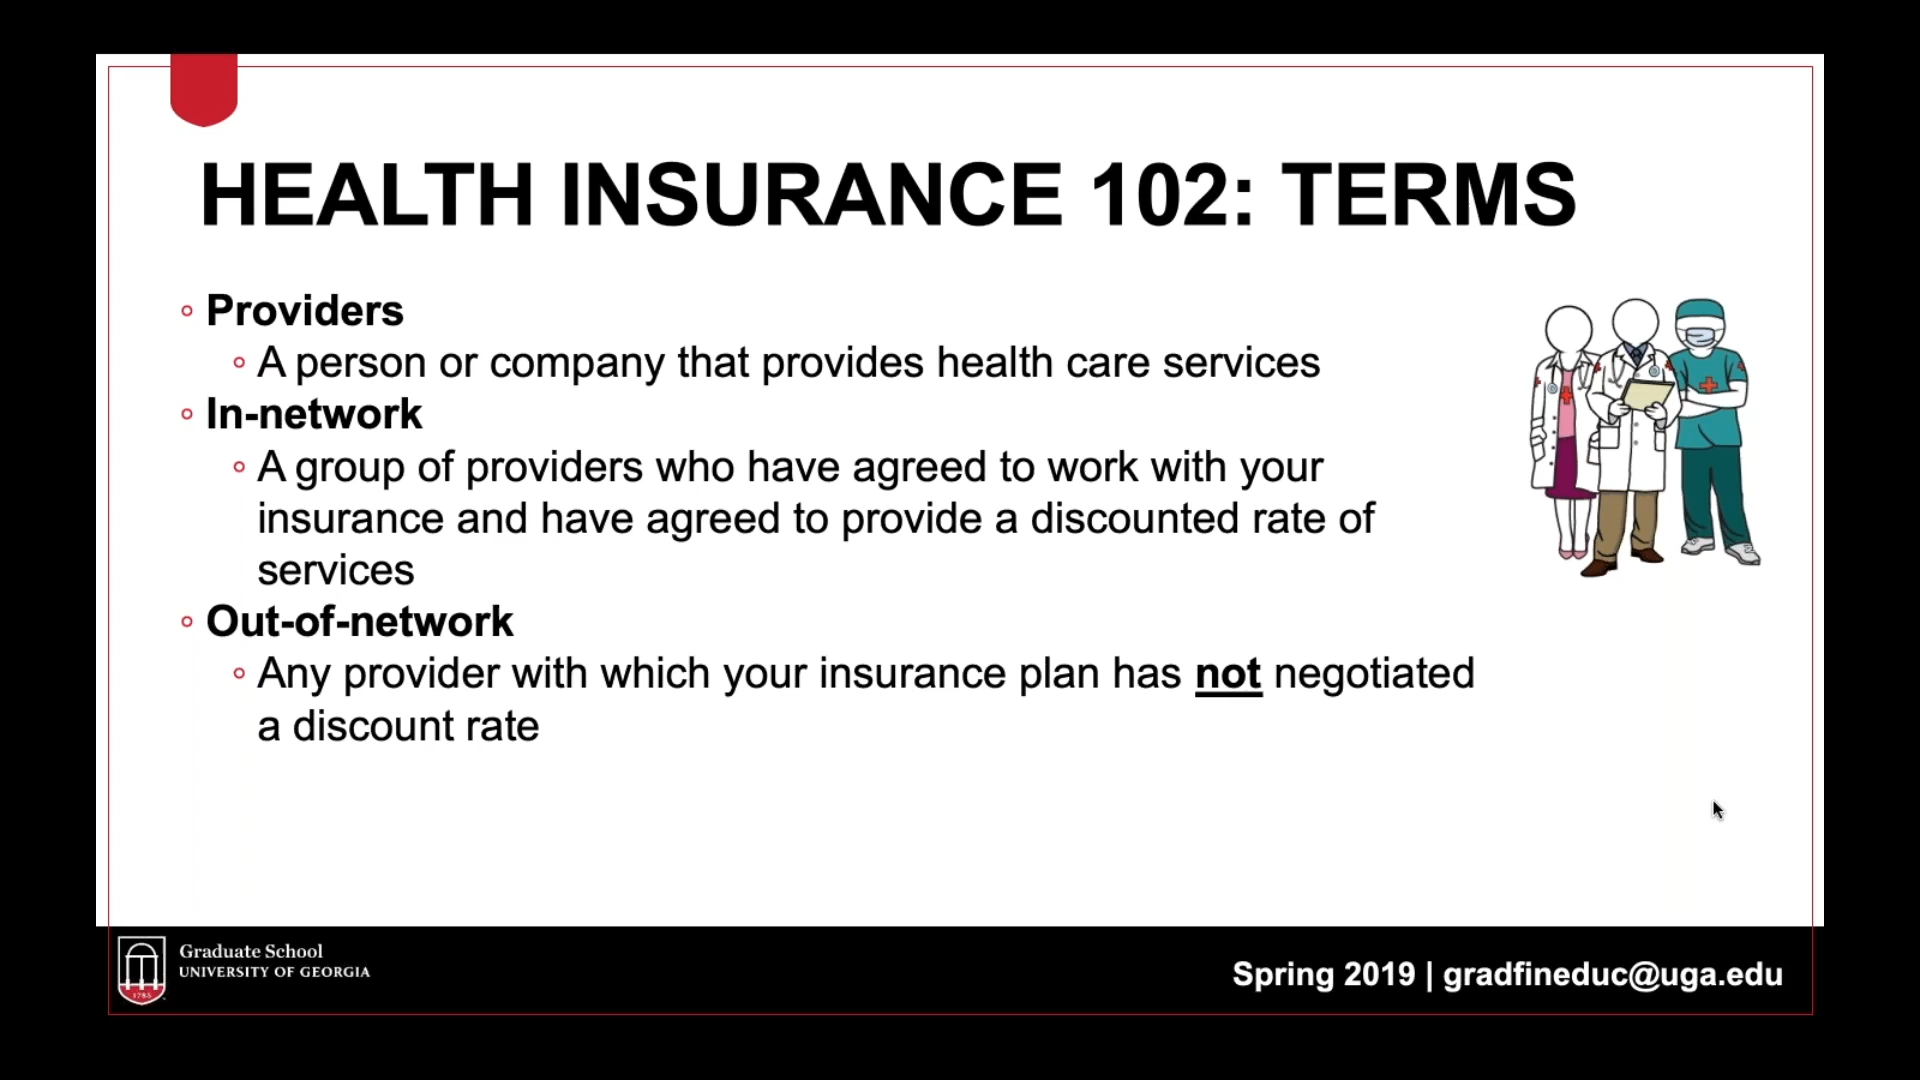 HEALTH INSURANCE 102: TERMS
◦ Providers
◦ A person or company that provides health care services
◦ In-network
◦ A group of providers who have agreed to work with your
insurance and have agreed to provide a discounted rate of
services
◦ Out-of-network
◦ Any provider with which your insurance plan has not negotiated
a discount rate
Graduate School
UNIVERSITY OF GEORGIA
1785
Spring 2019 | gradfineduc@uga.edu